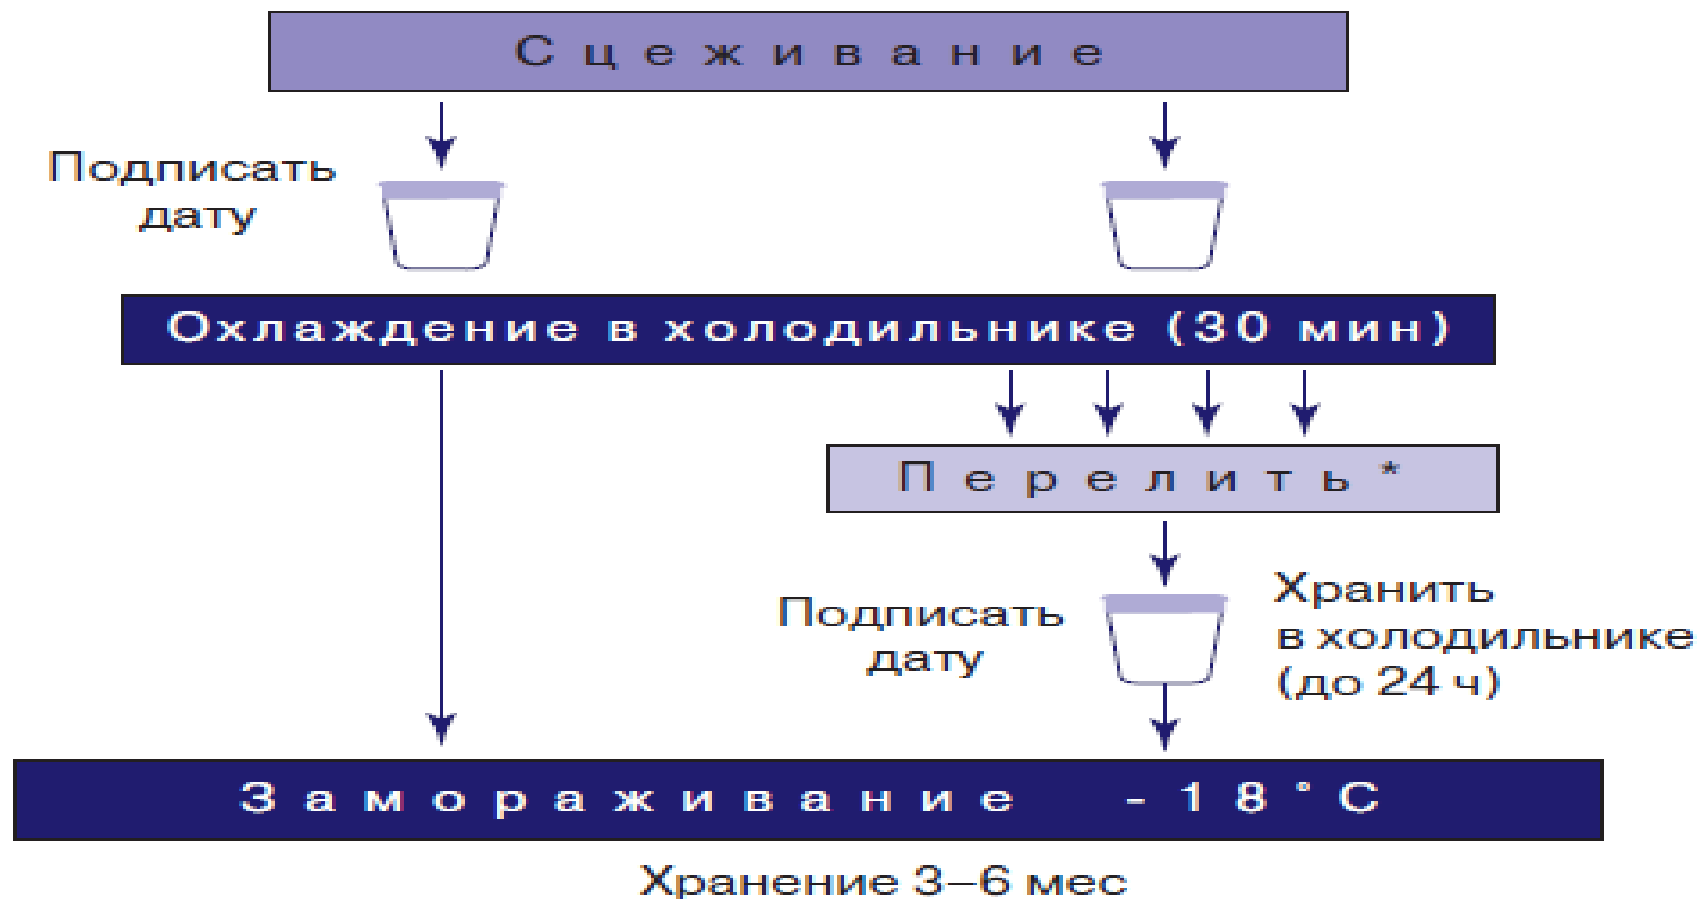 Сцеживание
Подписать
дату
Охлаждение в холодильнике (30 мин)
Перелить*
Подписать
дату
Хранить
в холодильнике
(до 24 ч)
Замораживание -18°С
Хранение 3–6 мес